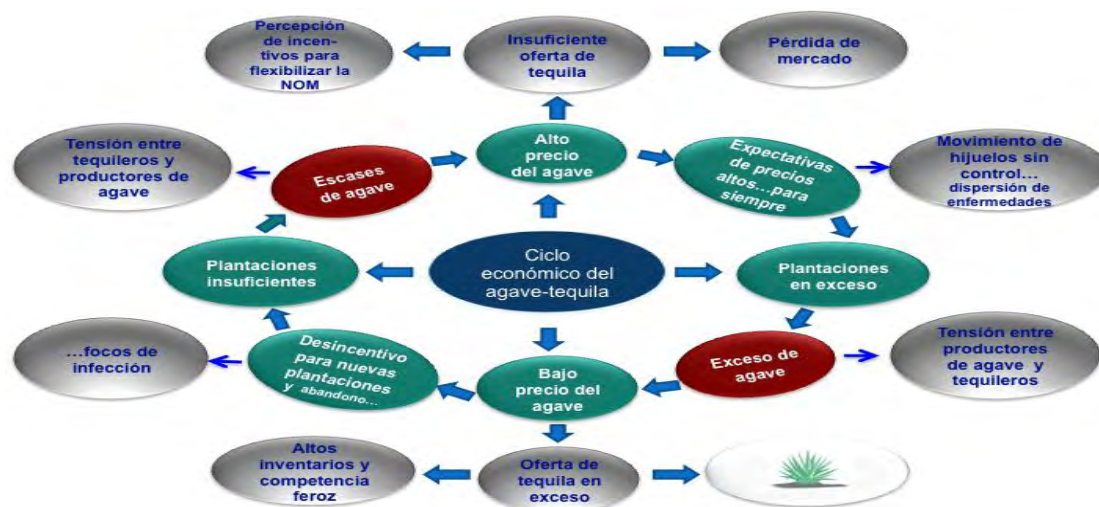 Percepción
de incen-
tivos para
flexibilizar la
NOM
Insuficiente
oferta de
tequila
Pérdida de
mercado
Tensión entre
tequileros y
productores de
agave
Escases
de agave
Alto
precio
del agave
Expectativas
de precios
altos...para
siempre
Movimiento de
hijuelos sin
control...
dispersión de
enfermedades
Plantaciones
insuficientes
Ciclo
económico del
agave-tequila
Plantaciones
en exceso
...focos de
infección
Desincentivo
para nuevas
plantaciones
y abandono...
Bajo
precio del
agave
Exceso de
agave
Tensión entre
productores
de agave y
tequileros
Altos
inventarios y
competencia
feroz
Oferta de
tequila en
exceso